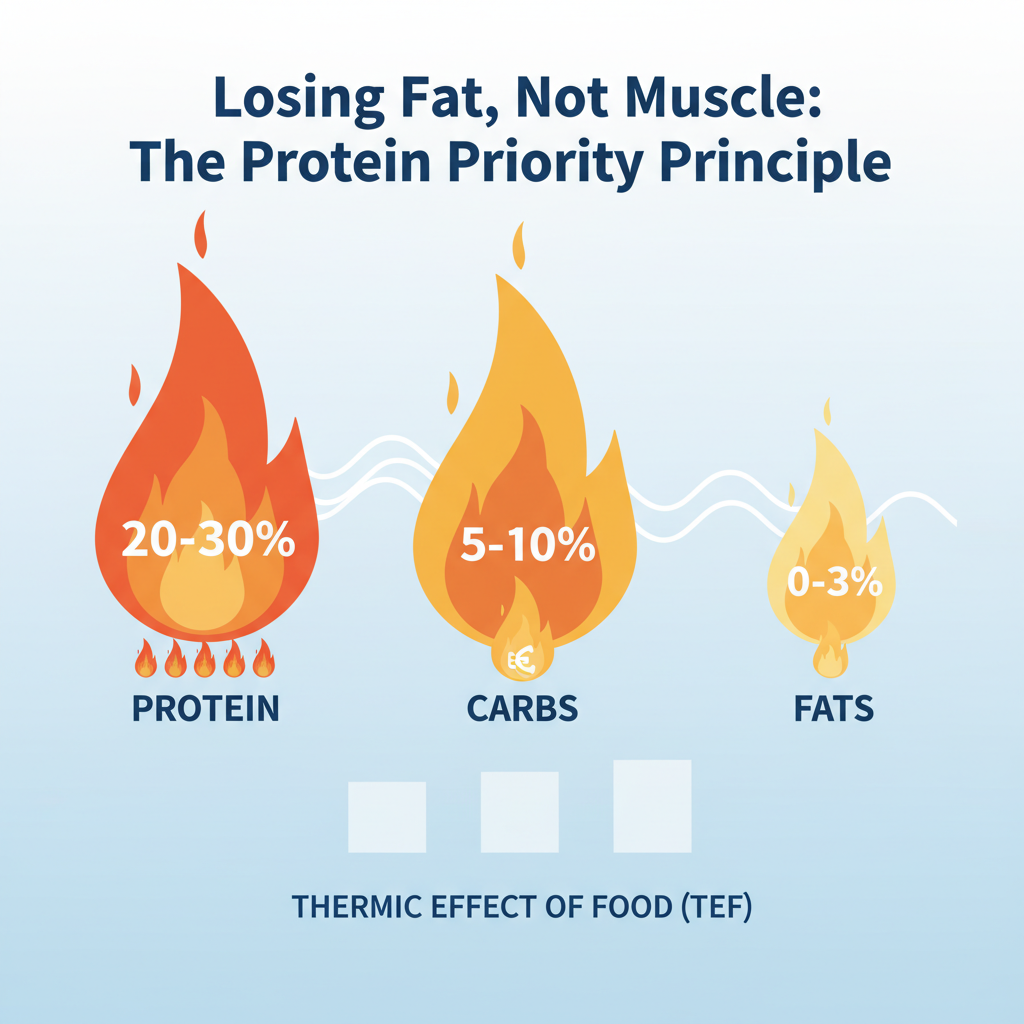 Losing Fat, Not Muscle:
The Protein Priority Principle
20-30%
5-10%
0-3%
PROTEIN
CARBS
FATS
THERMIC EFFECT OF FOOD (TEF)